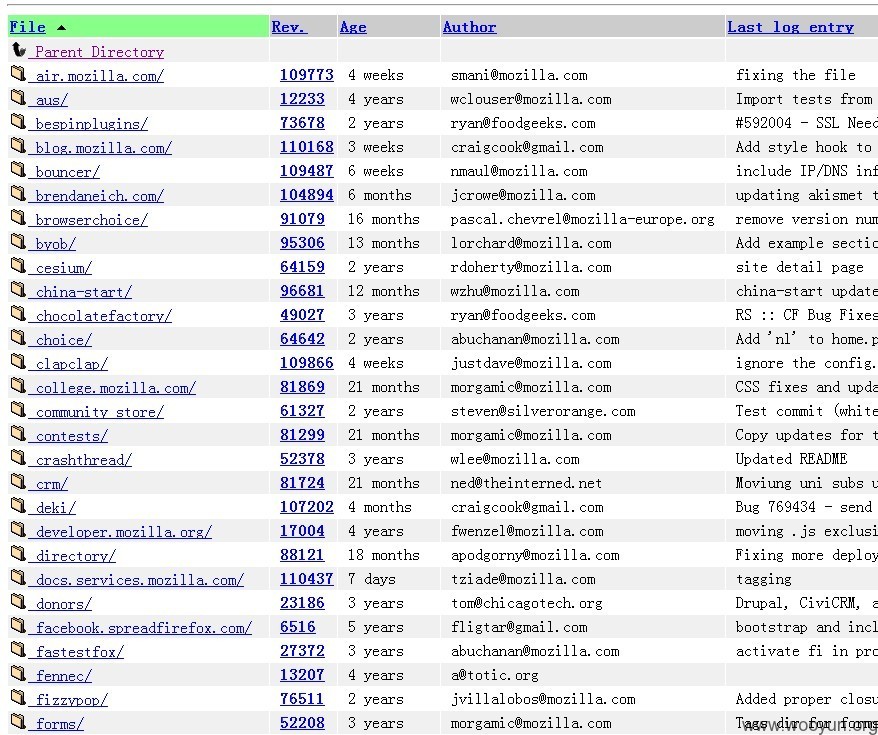 File Rev. Age Author Last log entry
Parent Directory
air.mozilla.com/ 109773 4 weeks smani@mozilla.com fixing the file
aus/ 12233 4 years wclouser@mozilla.com Import tests from
bespinplugins/ 73678 2 years ryan@foodgeeks.com #592004 - SSL Need
blog.mozilla.com/ 110168 3 weeks craigcook@gmail.com Add style hook to
bouncer/ 109487 6 weeks nmaul@mozilla.com include IP/DNS inf
brendaneich.com/ 104894 6 months jcrowe@mozilla.com updating akismet t
browserchoice/ 91079 16 months pascal.chevrel@mozilla-europe.org remove version num
byob/ 95306 13 months lorchard@mozilla.com Add example sectio
cesium/ 64159 2 years rdoherty@mozilla.com site detail page
china-start/ 96681 12 months wzhu@mozilla.com china-start update
chocolatefactory/ 49027 3 years ryan@foodgeeks.com RS :: CF Bug Fixes
choice/ 64642 2 years abuchanan@mozilla.com Add 'nl' to home.p
clapclap/ 109866 4 weeks justdave@mozilla.com ignore the config.
college.mozilla.com/ 81869 21 months morgamic@mozilla.com CSS fixes and upda
community_store/ 61327 2 years steven@silverorange.com Test commit (white
contests/ 81299 21 months morgamic@mozilla.com Copy updates for t
crashthread/ 52378 3 years wlee@mozilla.com Updated README
crm/ 81724 21 months ned@theinterned.net Moviung uni subs u
deki/ 107202 4 months craigcook@gmail.com Bug 769434 - send
developer.mozilla.org/ 17004 4 years fwenzel@mozilla.com moving .js exclusi
directory/ 88121 18 months apodgorny@mozilla.com Fixing more deploy
docs.services.mozilla.com/ 110437 7 days tziade@mozilla.com tagging
donors/ 23186 3 years tom@chicagotech.org Drupal, CiviCRM, a
facebook.spreadfirefox.com/ 6516 5 years fligtar@gmail.com bootstrap and incl
fastestfox/ 27372 3 years abuchanan@mozilla.com activate fi in pro
fennec/ 13207 4 years a@totic.org
fizzypop/ 76511 2 years jvillalobos@mozilla.com Added proper closu
forms/ 52208 3 years morgamic@mozilla.com Tags dir for forms
www.wooyun.org